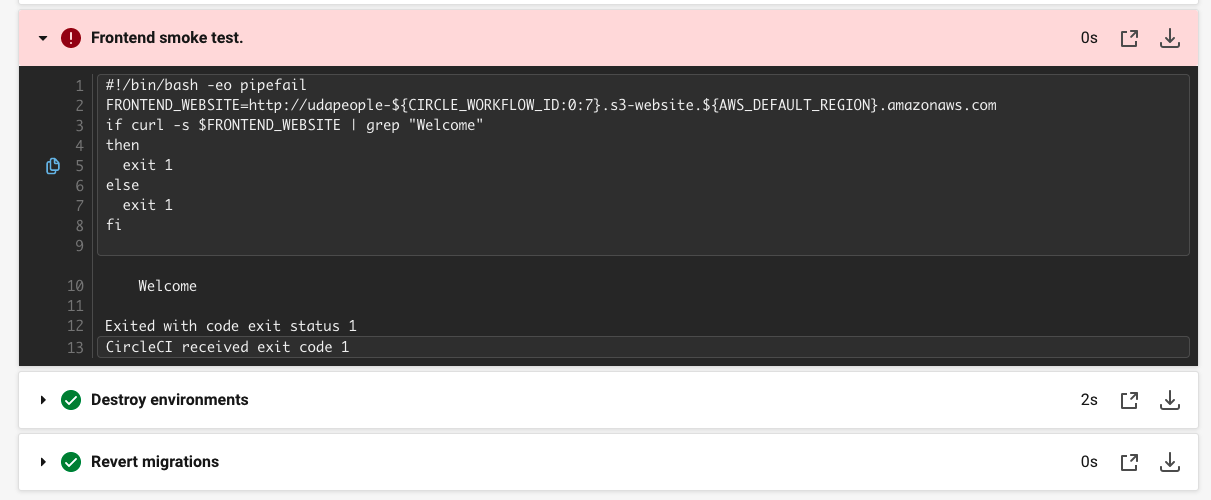 Frontend smoke test. 0s
1 #!/bin/bash -eo pipefail
2 FRONTEND_WEBSITE=http://udapeople-${CIRCLE_WORKFLOW_ID:0:7}.s3-website.${AWS_DEFAULT_REGION}.amazonaws.com
3 if curl -s $FRONTEND_WEBSITE | grep "Welcome"
4 then
5   exit 1
6 else
7   exit 1
8 fi
9
10     Welcome
11
12 Exited with code exit status 1
13 CircleCI received exit code 1
Destroy environments 2s
Revert migrations 0s